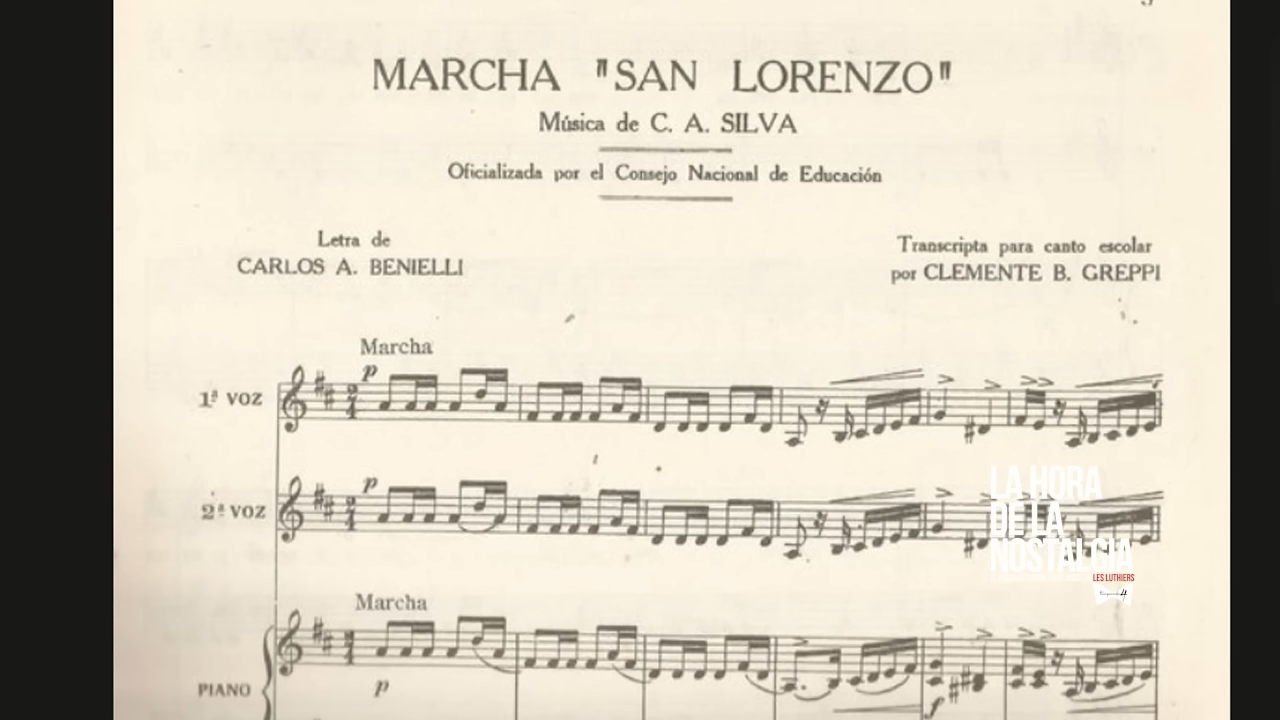 MARCHA "SAN LORENZO"
Música de C. A. SILVA
Oficializada por el Consejo Nacional de Educación
Letra de
CARLOS A. BENIELLI
Transcripta para canto escolar
por CLEMENTE B. GREPPI
Marcha
p
1ª VOZ
p
2ª VOZ
LA HORA
DE LA
NOSTALGIA
LES LUTHIERS
Marcha
PIANO
p
f